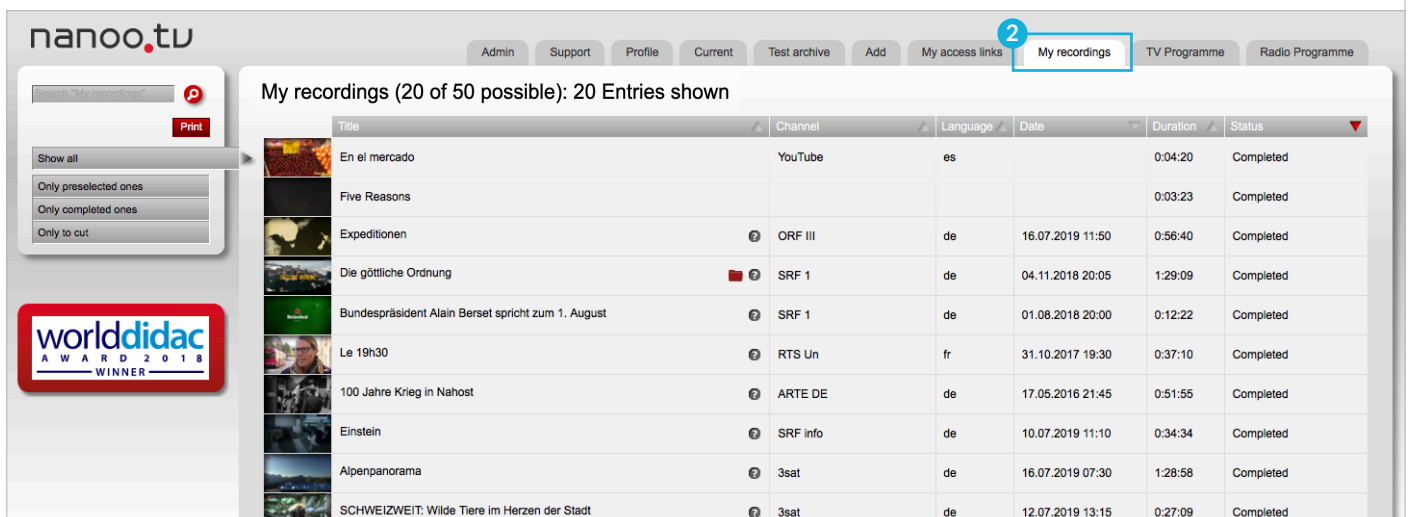 nanoo.tv
2
Admin Support Profile Current Test archive Add My access links My recordings TV Programme Radio Programme
Search "My recordings"
Print
Show all
Only preselected ones
Only completed ones
Only to cut
worlddidac
AWARD 2018
WINNER
My recordings (20 of 50 possible): 20 Entries shown
Title Channel Language Date Duration Status
En el mercado YouTube es 0:04:20 Completed
Five Reasons 0:03:23 Completed
Expeditionen ? ORF III de 16.07.2019 11:50 0:56:40 Completed
Die göttliche Ordnung ? SRF 1 de 04.11.2018 20:05 1:29:09 Completed
Heineken
Bundespräsident Alain Berset spricht zum 1. August ? SRF 1 de 01.08.2018 20:00 0:12:22 Completed
Le 19h30 ? RTS Un fr 31.10.2017 19:30 0:37:10 Completed
100 Jahre Krieg in Nahost ? ARTE DE de 17.05.2016 21:45 0:51:55 Completed
Einstein ? SRF info de 10.07.2019 11:10 0:34:34 Completed
Alpenpanorama ? 3sat de 16.07.2019 07:30 1:28:58 Completed
SCHWEIZWEIT: Wilde Tiere im Herzen der Stadt ? 3sat de 12.07.2019 13:15 0:27:09 Completed